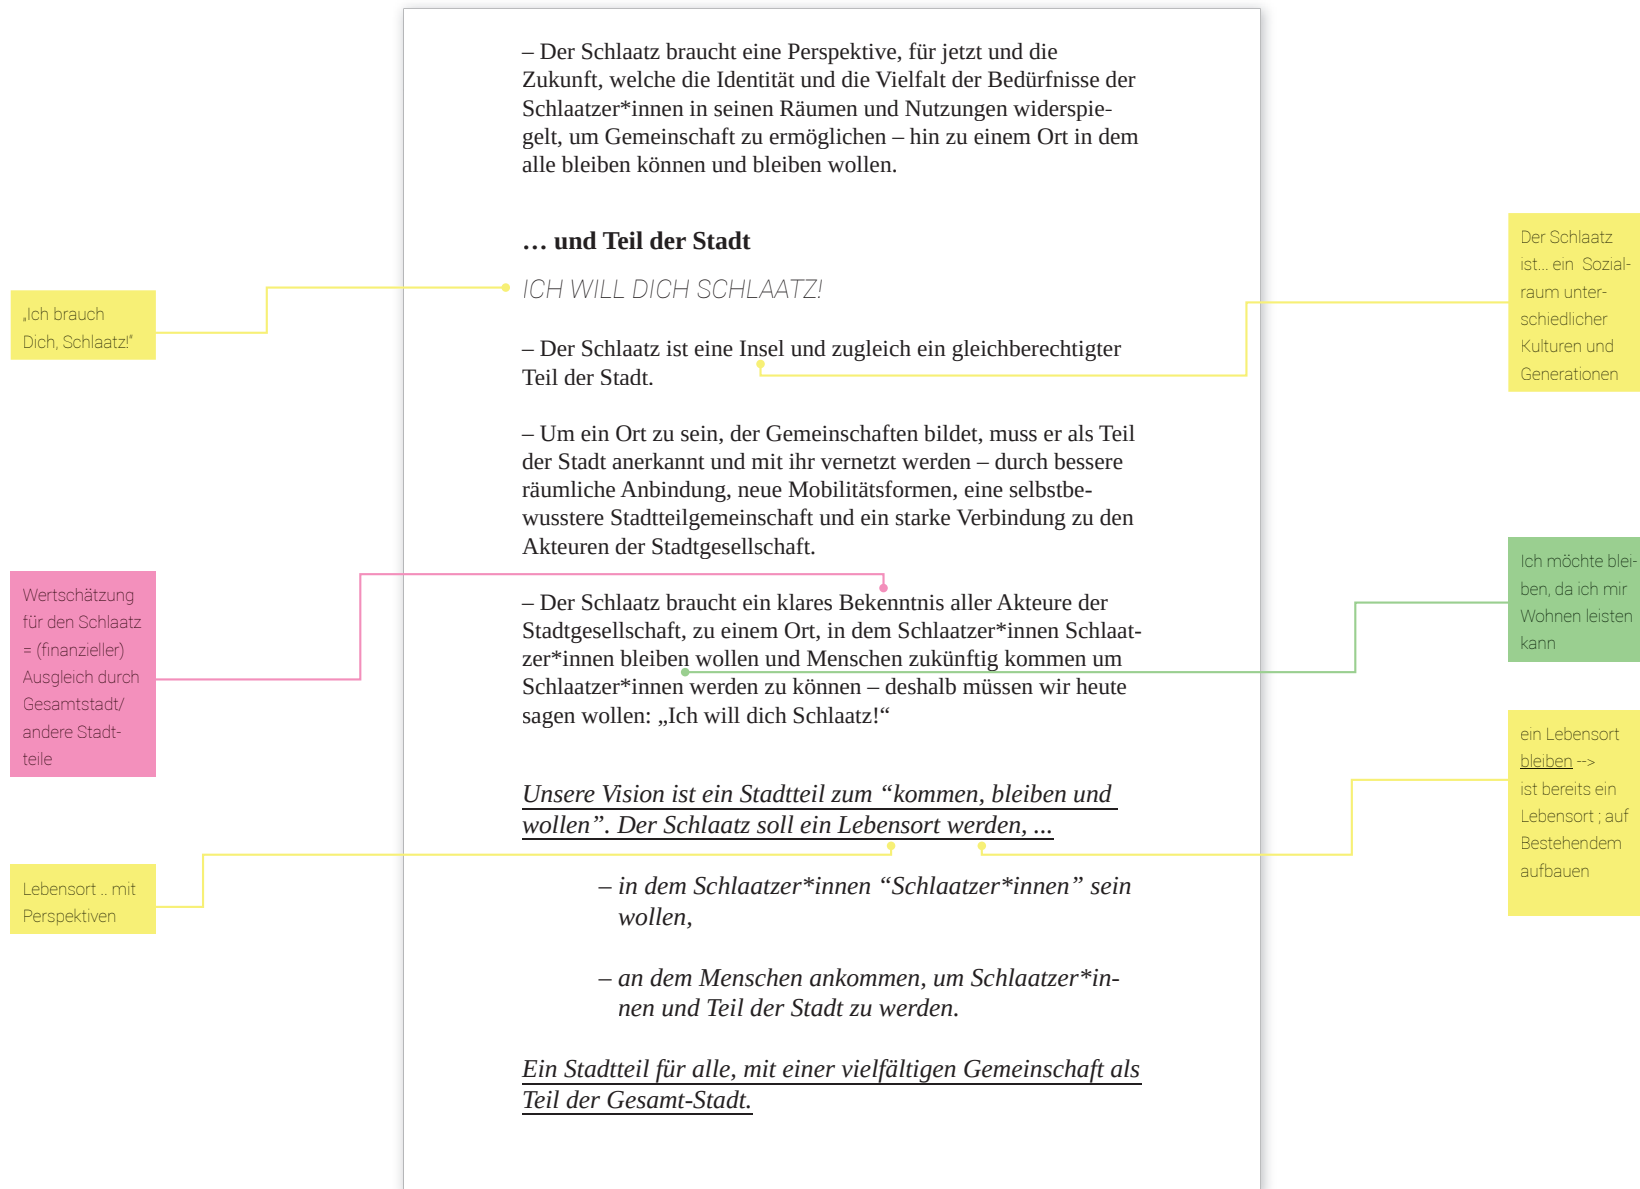 – Der Schlaatz braucht eine Perspektive, für jetzt und die
Zukunft, welche die Identität und die Vielfalt der Bedürfnisse der
Schlaatzer*innen in seinen Räumen und Nutzungen widerspie-
gelt, um Gemeinschaft zu ermöglichen – hin zu einem Ort in dem
alle bleiben können und bleiben wollen.
… und Teil der Stadt
ICH WILL DICH SCHLAATZ!
– Der Schlaatz ist eine Insel und zugleich ein gleichberechtigter
Teil der Stadt.
– Um ein Ort zu sein, der Gemeinschaften bildet, muss er als Teil
der Stadt anerkannt und mit ihr vernetzt werden – durch bessere
räumliche Anbindung, neue Mobilitätsformen, eine selbstbe-
wusstere Stadtteilgemeinschaft und ein starke Verbindung zu den
Akteuren der Stadtgesellschaft.
– Der Schlaatz braucht ein klares Bekenntnis aller Akteure der
Stadtgesellschaft, zu einem Ort, in dem Schlaatzer*innen Schlaat-
zer*innen bleiben wollen und Menschen zukünftig kommen um
Schlaatzer*innen werden zu können – deshalb müssen wir heute
sagen wollen: „Ich will dich Schlaatz!“
Unsere Vision ist ein Stadtteil zum “kommen, bleiben und
wollen”. Der Schlaatz soll ein Lebensort werden, ...
– in dem Schlaatzer*innen “Schlaatzer*innen” sein
wollen,
– an dem Menschen ankommen, um Schlaatzer*in-
nen und Teil der Stadt zu werden.
Ein Stadtteil für alle, mit einer vielfältigen Gemeinschaft als
Teil der Gesamt-Stadt.
„Ich brauch
Dich, Schlaatz!“
Wertschätzung
für den Schlaatz
= (finanzieller)
Ausgleich durch
Gesamtstadt/
andere Stadt-
teile
Lebensort .. mit
Perspektiven
Der Schlaatz
ist... ein Sozial-
raum unter-
schiedlicher
Kulturen und
Generationen
Ich möchte blei-
ben, da ich mir
Wohnen leisten
kann
ein Lebensort
bleiben -->
ist bereits ein
Lebensort ; auf
Bestehendem
aufbauen